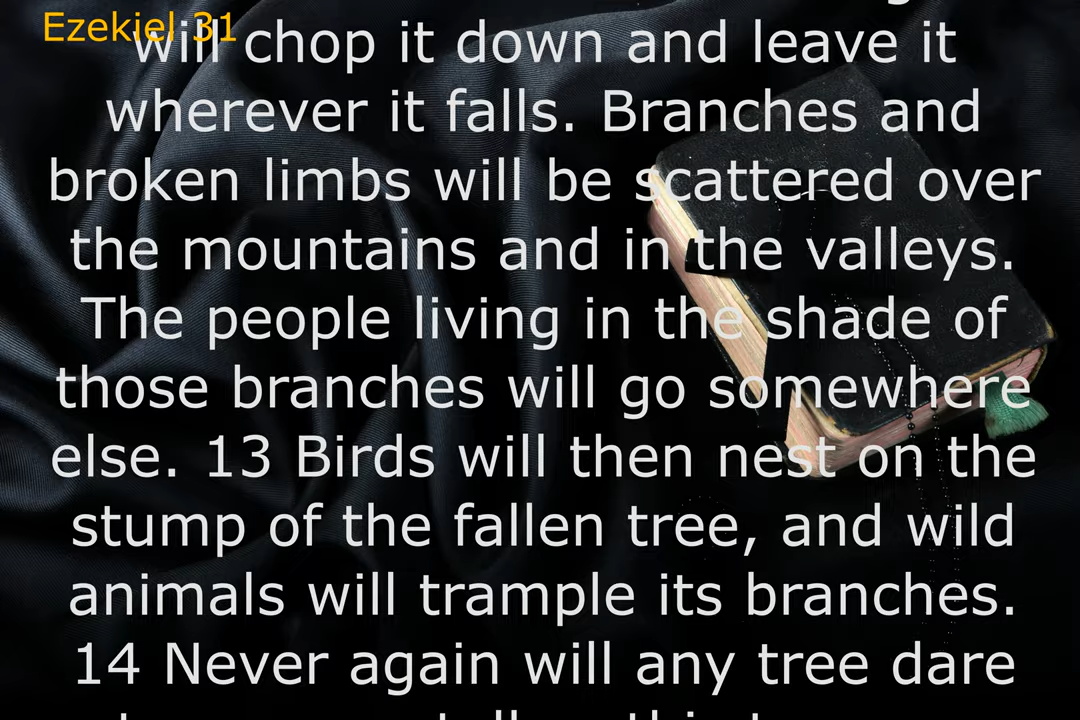 Ezekiel 31
will chop it down and leave it
wherever it falls. Branches and
broken limbs will be scattered over
the mountains and in the valleys.
The people living in the shade of
those branches will go somewhere
else. 13 Birds will then nest on the
stump of the fallen tree, and wild
animals will trample its branches.
14 Never again will any tree dare